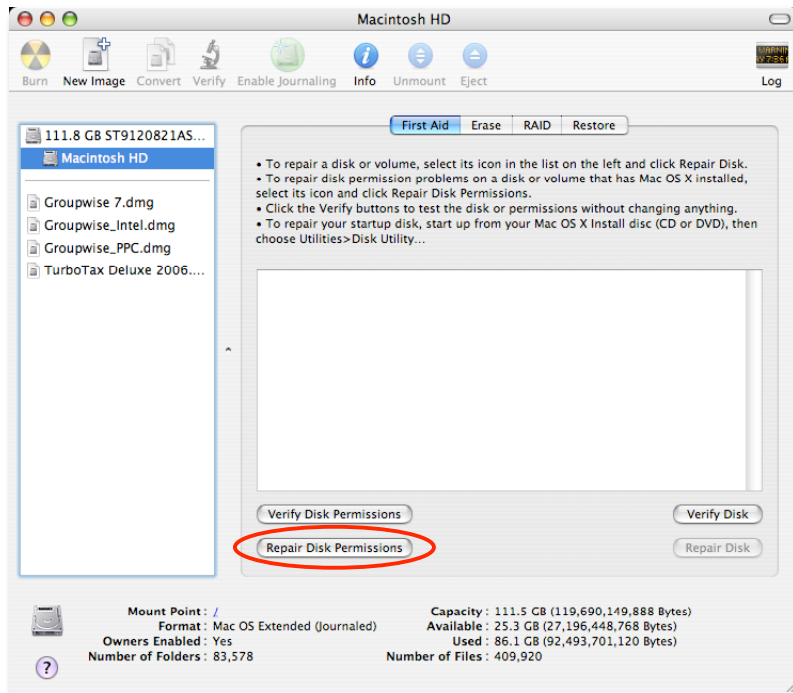 Macintosh HD
Burn New Image Convert Verify Enable Journaling Info Unmount Eject Log
First Aid Erase RAID Restore
111.8 GB ST9120821AS...
Macintosh HD
Groupwise 7.dmg
Groupwise_Intel.dmg
Groupwise_PPC.dmg
TurboTax Deluxe 2006....
• To repair a disk or volume, select its icon in the list on the left and click Repair Disk.
• To repair disk permission problems on a disk or volume that has Mac OS X installed,
select its icon and click Repair Disk Permissions.
• Click the Verify buttons to test the disk or permissions without changing anything.
• To repair your startup disk, start up from your Mac OS X Install disc (CD or DVD), then
choose Utilities>Disk Utility...
Verify Disk Permissions Verify Disk
Repair Disk Permissions Repair Disk
Mount Point : / Capacity : 111.5 GB (119,690,149,888 Bytes)
Format : Mac OS Extended (Journaled) Available : 25.3 GB (27,196,448,768 Bytes)
Owners Enabled : Yes Used : 86.1 GB (92,493,701,120 Bytes)
Number of Folders : 83,578 Number of Files : 409,920
?